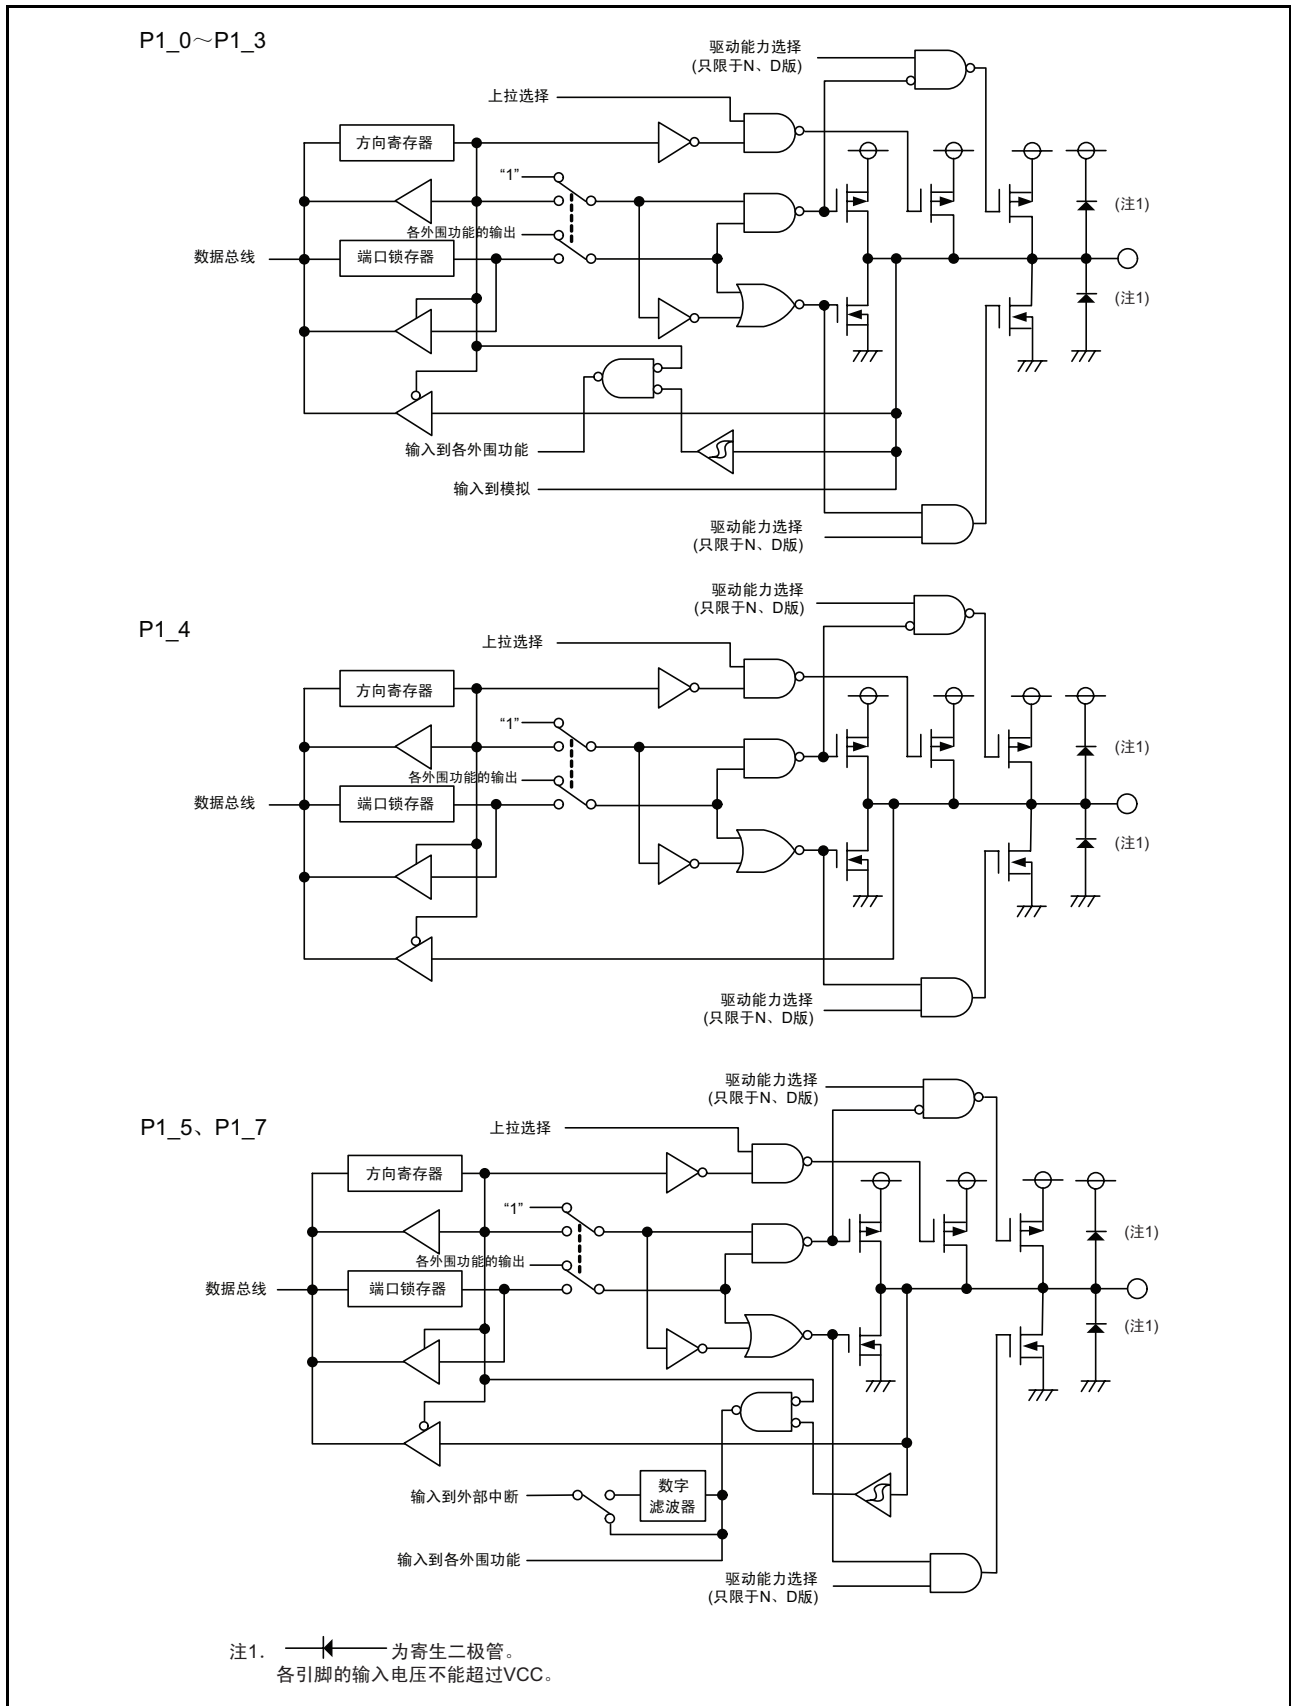 P1_0～P1_3
驱动能力选择
(只限于N、D版)
上拉选择
方向寄存器
“1”
(注1)
各外围功能的输出
数据总线
端口锁存器
(注1)
输入到各外围功能
输入到模拟
驱动能力选择
(只限于N、D版)
P1_4
驱动能力选择
(只限于N、D版)
上拉选择
方向寄存器
“1”
(注1)
各外围功能的输出
数据总线
端口锁存器
(注1)
驱动能力选择
(只限于N、D版)
P1_5、P1_7
驱动能力选择
(只限于N、D版)
上拉选择
方向寄存器
“1”
(注1)
各外围功能的输出
数据总线
端口锁存器
(注1)
数字
滤波器
输入到外部中断
输入到各外围功能
驱动能力选择
(只限于N、D版)
注1. 为寄生二极管。
各引脚的输入电压不能超过VCC。